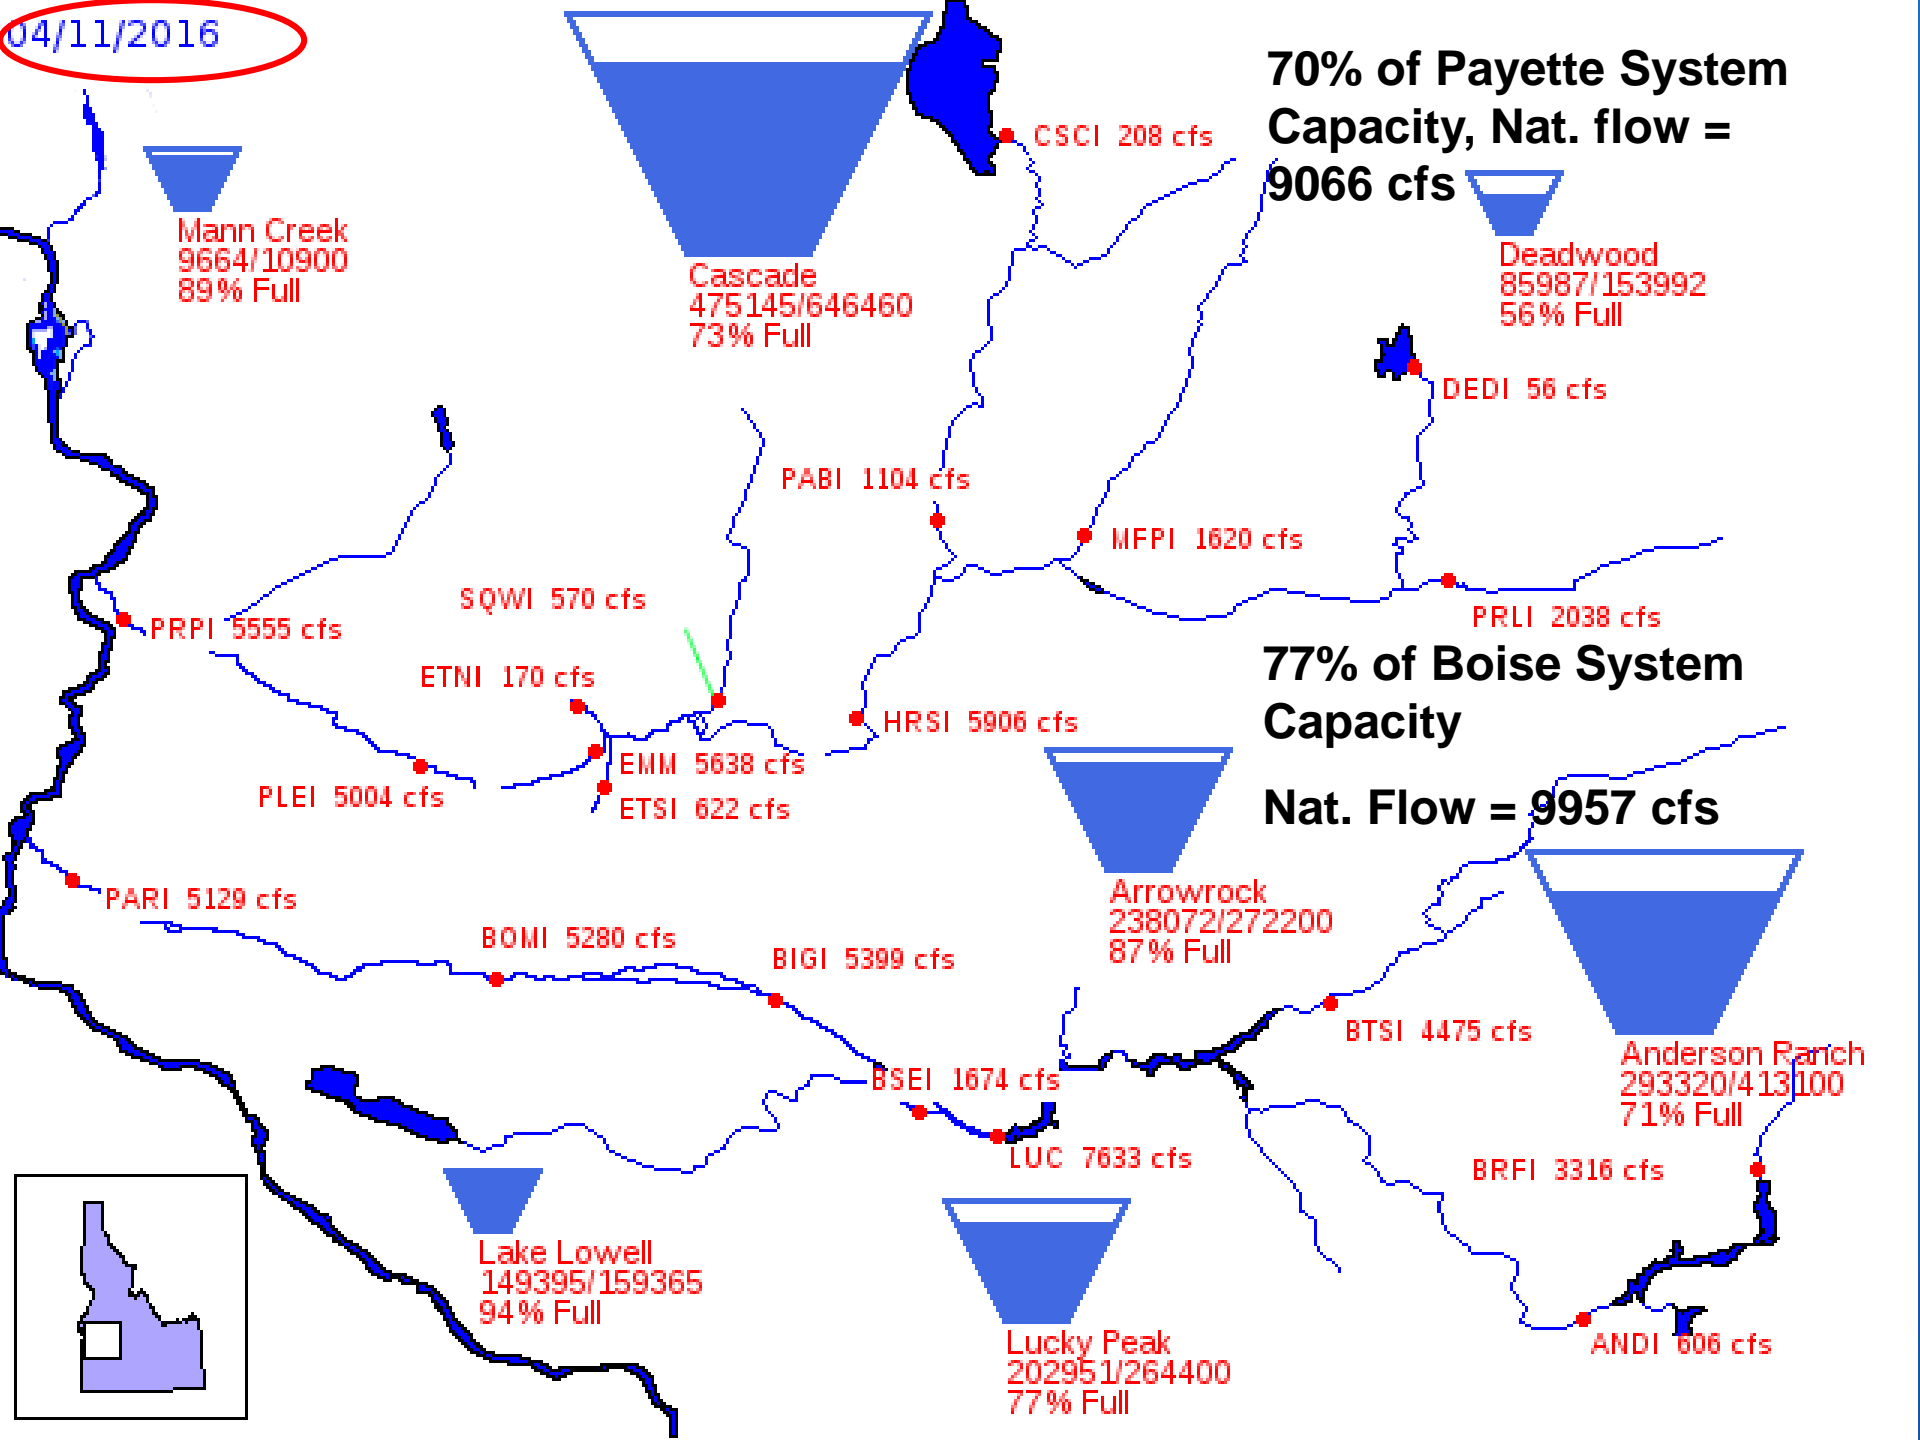 04/11/2016
70% of Payette System
Capacity, Nat. flow =
9066 cfs
CSCI 208 cfs
Mann Creek
9664/10900
89% Full
Cascade
475145/646460
73% Full
Deadwood
85987/153992
56% Full
DEDI 56 cfs
PABI 1104 cfs
MFPI 1620 cfs
SQWI 570 cfs
PRPI 5555 cfs
PRLI 2038 cfs
77% of Boise System
Capacity
Nat. Flow = 9957 cfs
ETNI 170 cfs
HRSI 5906 cfs
EMM 5638 cfs
PLEI 5004 cfs
ETSI 622 cfs
PARI 5129 cfs
Arrowrock
238072/272200
87% Full
BOMI 5280 cfs
BIGI 5399 cfs
BTSI 4475 cfs
Anderson Ranch
293320/413100
71% Full
BSEI 1674 cfs
LUC 7633 cfs
BRFI 3316 cfs
Lake Lowell
149395/159365
94% Full
Lucky Peak
202951/264400
77% Full
ANDI 606 cfs